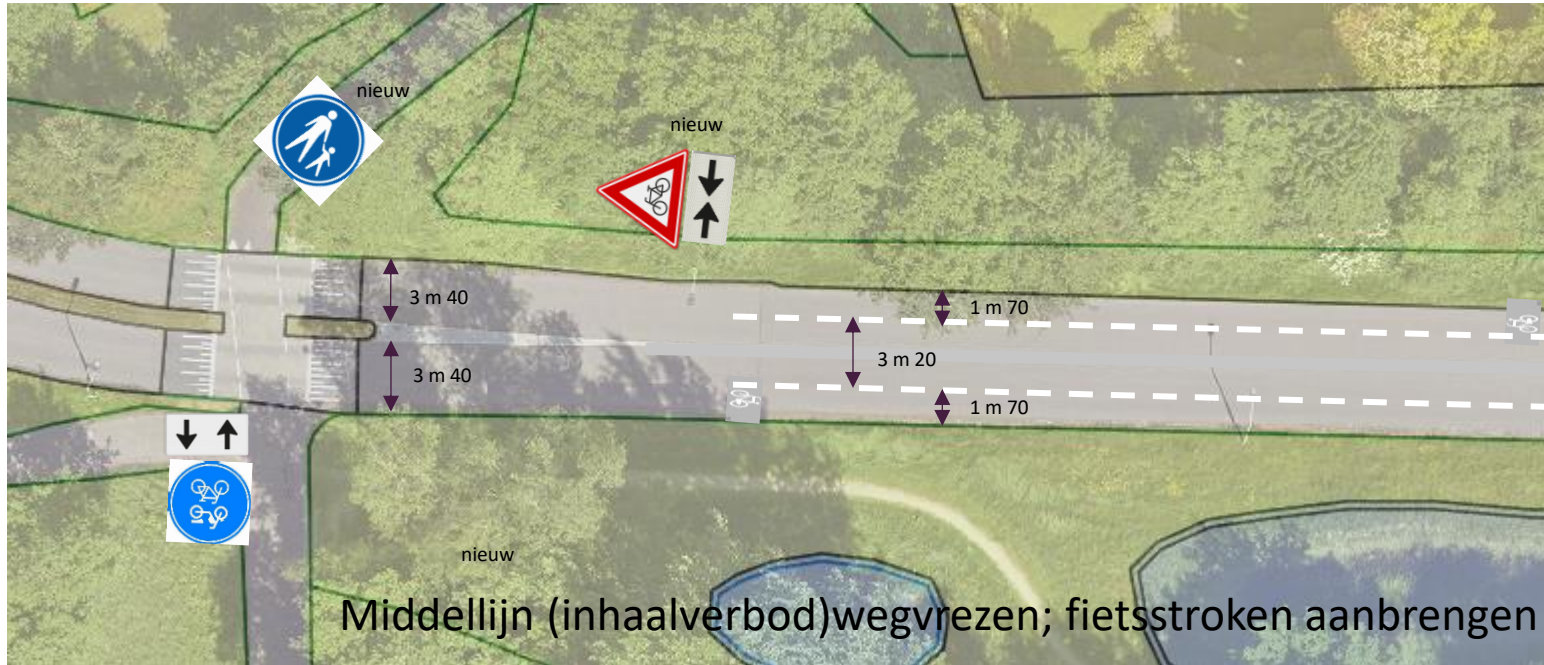 nieuw
nieuw
3 m 40
1 m 70
3 m 20
3 m 40
1 m 70
nieuw
Middellijn (inhaalverbod)wegvrezen; fietsstroken aanbrengen